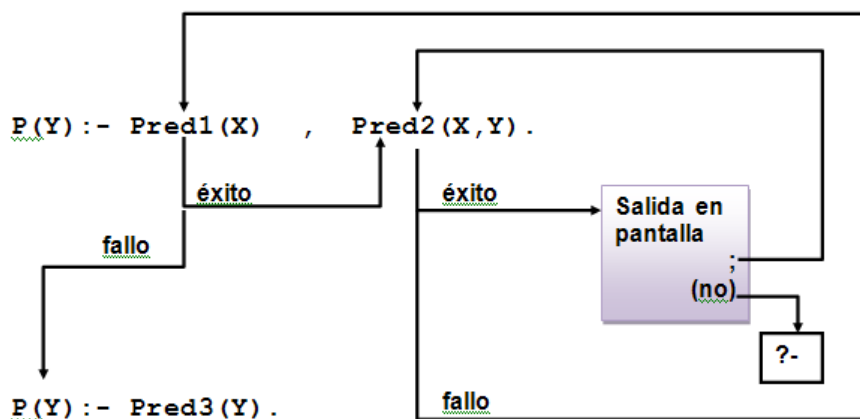 P(Y):- Pred1(X) , Pred2(X,Y).
éxito
éxito
Salida en
pantalla
;
(no)
fallo
?-
fallo
P(Y):- Pred3(Y).